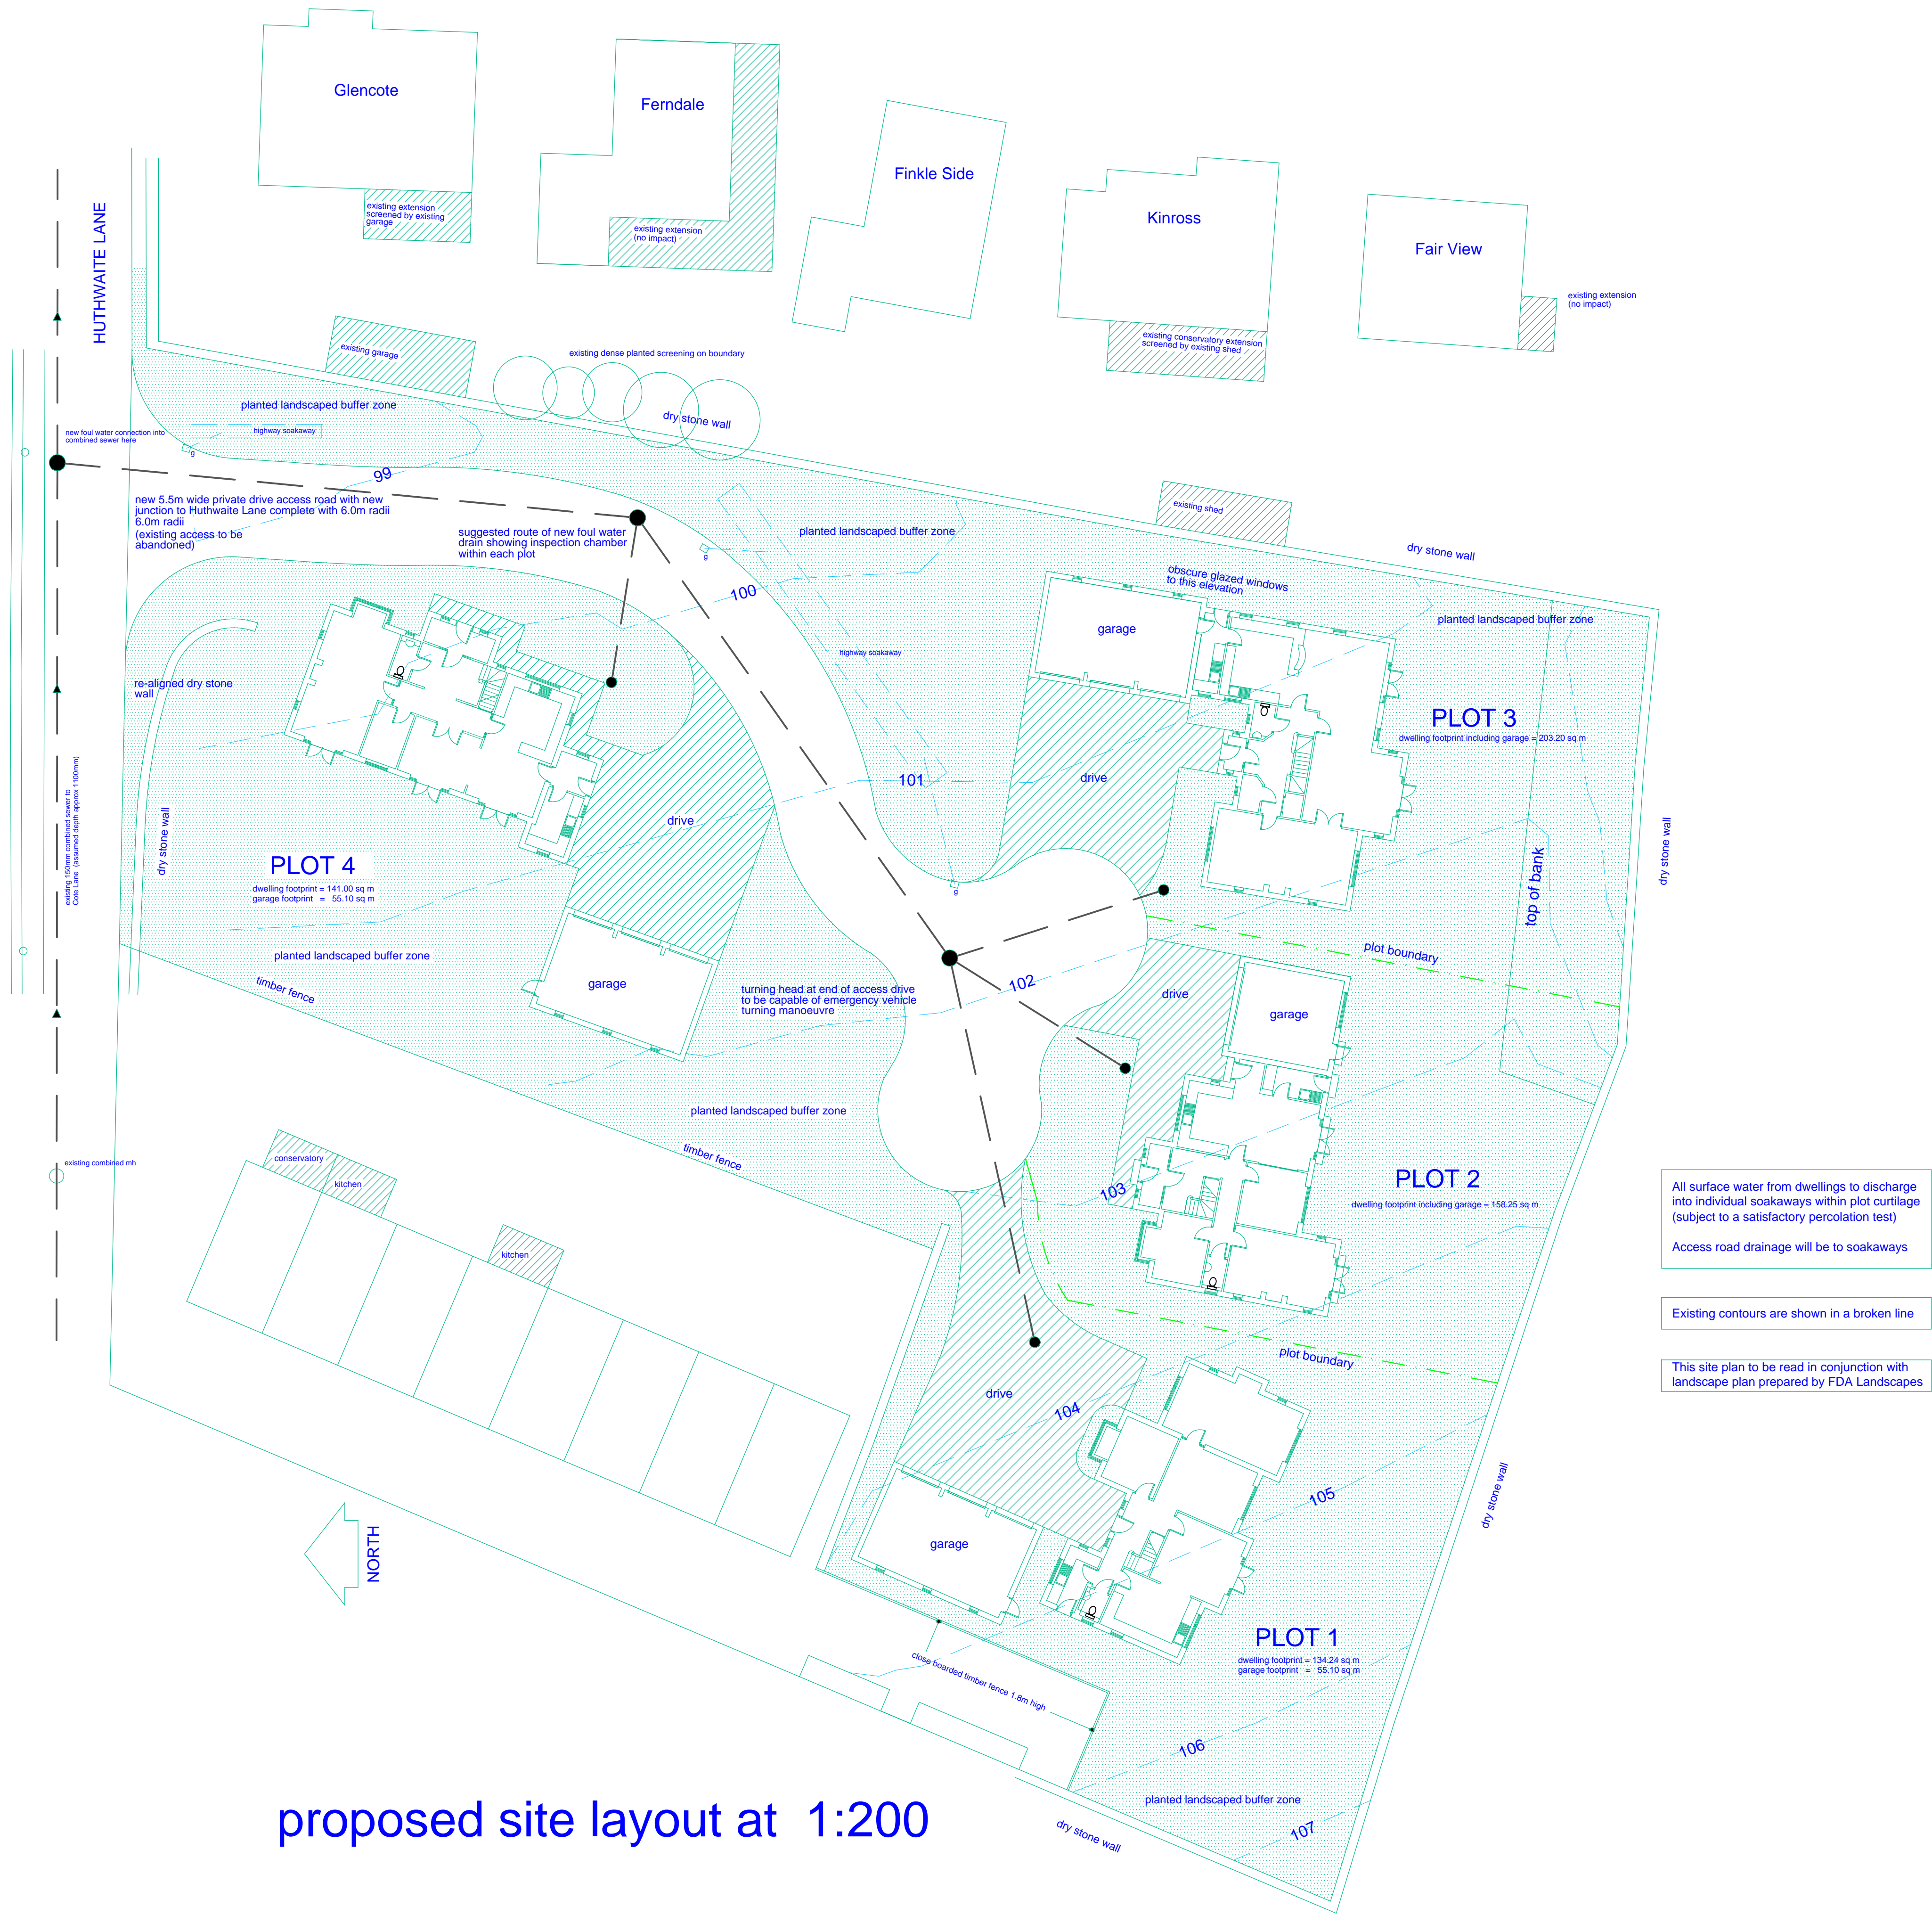 Glencote
Ferndale
Finkle Side
Kinross
Fair View
HUTHWAITE LANE
existing extension
screened by existing
garage
existing extension
(no impact)
existing extension
(no impact)
existing conservatory extension
screened by existing shed
existing garage
existing dense planted screening on boundary
dry stone wall
planted landscaped buffer zone
highway soakaway
g
new foul water connection into
combined sewer here
99
new 5.5m wide private drive access road with new
junction to Huthwaite Lane complete with 6.0m radii
6.0m radii
(existing access to be
abandoned)
suggested route of new foul water
drain showing inspection chamber
within each plot
g
planted landscaped buffer zone
existing shed
dry stone wall
obscure glazed windows
to this elevation
planted landscaped buffer zone
100
garage
highway soakaway
re-aligned dry stone
wall
PLOT 3
dwelling footprint including garage = 203.20 sq m
101
drive
drive
dry stone wall
existing 150mm combined sewer to
Cote Lane (assumed depth approx 1100mm)
PLOT 4
dwelling footprint = 141.00 sq m
garage footprint = 55.10 sq m
g
top of bank
dry stone wall
planted landscaped buffer zone
timber fence
garage
turning head at end of access drive
to be capable of emergency vehicle
turning manoeuvre
102
plot boundary
drive
garage
planted landscaped buffer zone
timber fence
existing combined mh
conservatory
kitchen
kitchen
103
PLOT 2
dwelling footprint including garage = 158.25 sq m
All surface water from dwellings to discharge
into individual soakaways within plot curtilage
(subject to a satisfactory percolation test)
Access road drainage will be to soakaways
Existing contours are shown in a broken line
This site plan to be read in conjunction with
landscape plan prepared by FDA Landscapes
plot boundary
drive
104
105
dry stone wall
NORTH
garage
PLOT 1
dwelling footprint = 134.24 sq m
garage footprint = 55.10 sq m
close boarded timber fence 1.8m high
106
planted landscaped buffer zone
107
dry stone wall
proposed site layout at 1:200